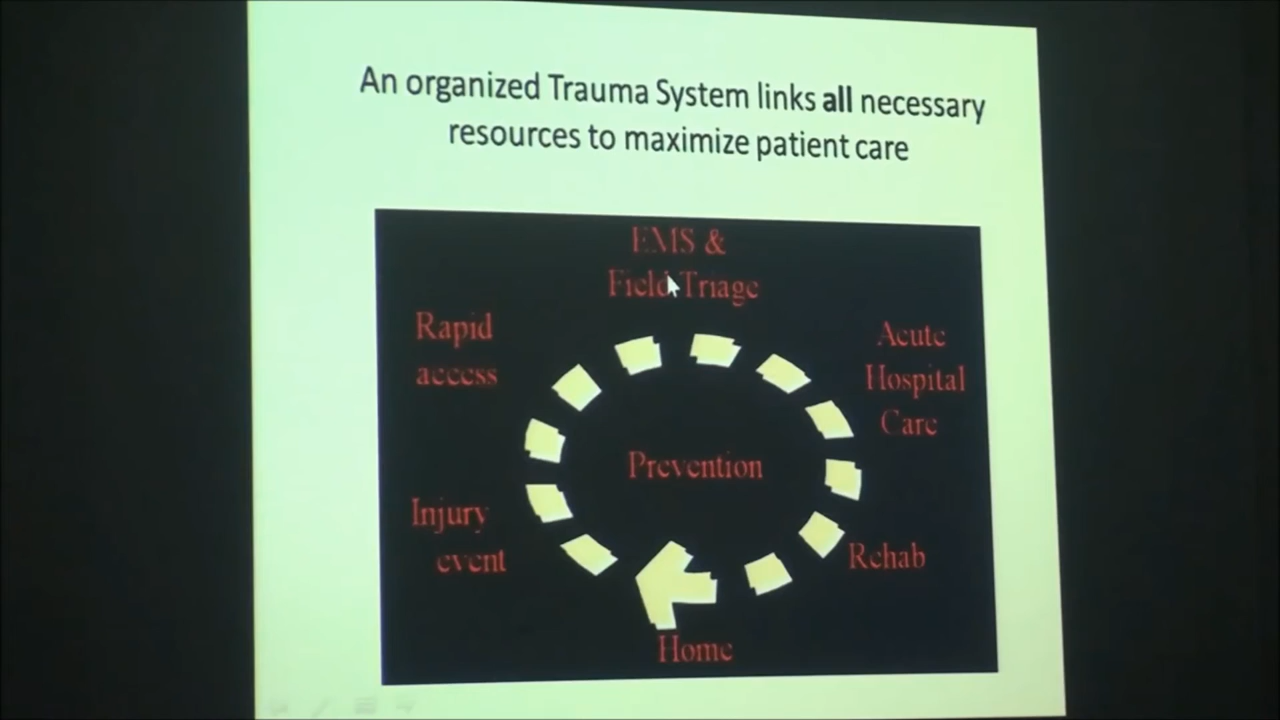 An organized Trauma System links all necessary
resources to maximize patient care
EMS &
Field Triage
Rapid
access
Acute
Hospital
Care
Prevention
Injury
event
Rehab
Home